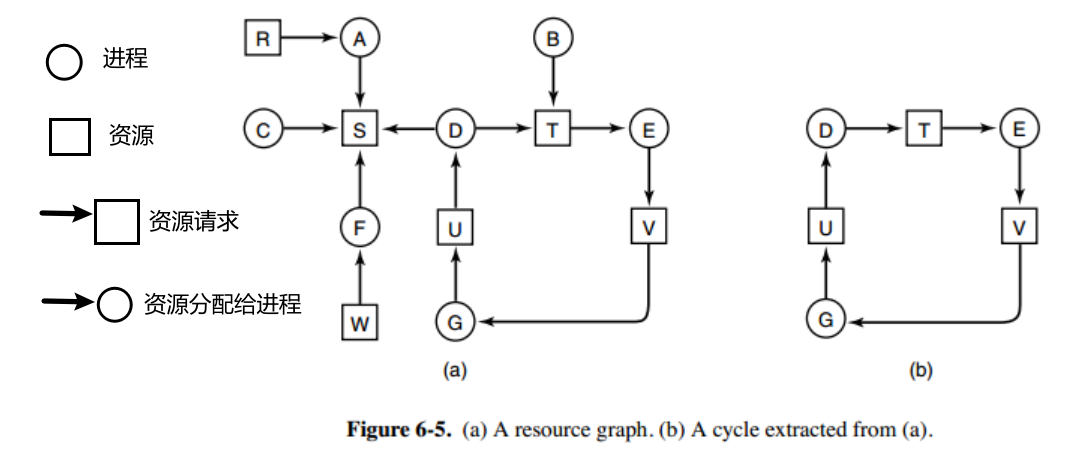 进程
资源
资源请求
资源分配给进程
R A B
C S D T E
F U V
W G
(a)
D T E
U V
G
(b)
Figure 6-5. (a) A resource graph. (b) A cycle extracted from (a).